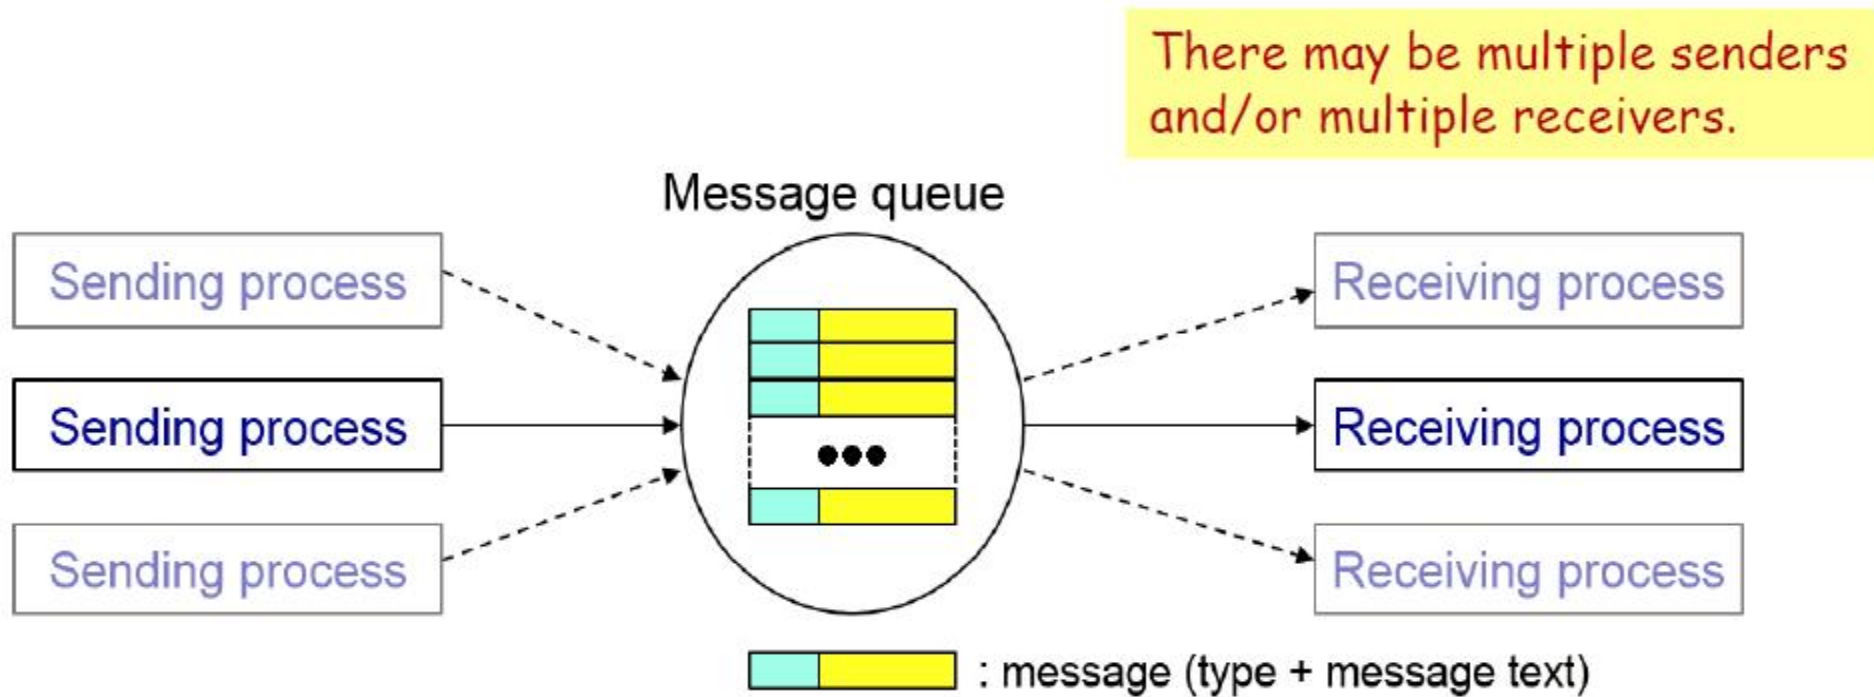 There may be multiple senders
and/or multiple receivers.
Message queue
Sending process
Receiving process
Sending process
Receiving process
Sending process
Receiving process
: message (type + message text)